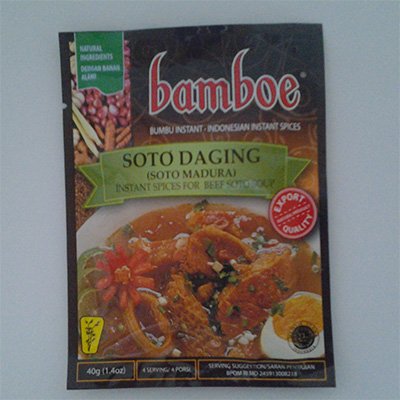 NATURAL
INGREDIENTS
DENGAN BAHAN
ALAMI
bamboe®
BUMBU INSTANT - INDONESIAN INSTANT SPICES
SOTO DAGING
(SOTO MADURA)
INSTANT SPICES FOR BEEF SOTO SOUP
EXPORT
QUALITY
40g (1.4oz)
4 SERVING/ 4 PORSI
SERVING SUGGESTION/SARAN PENYAJIAN